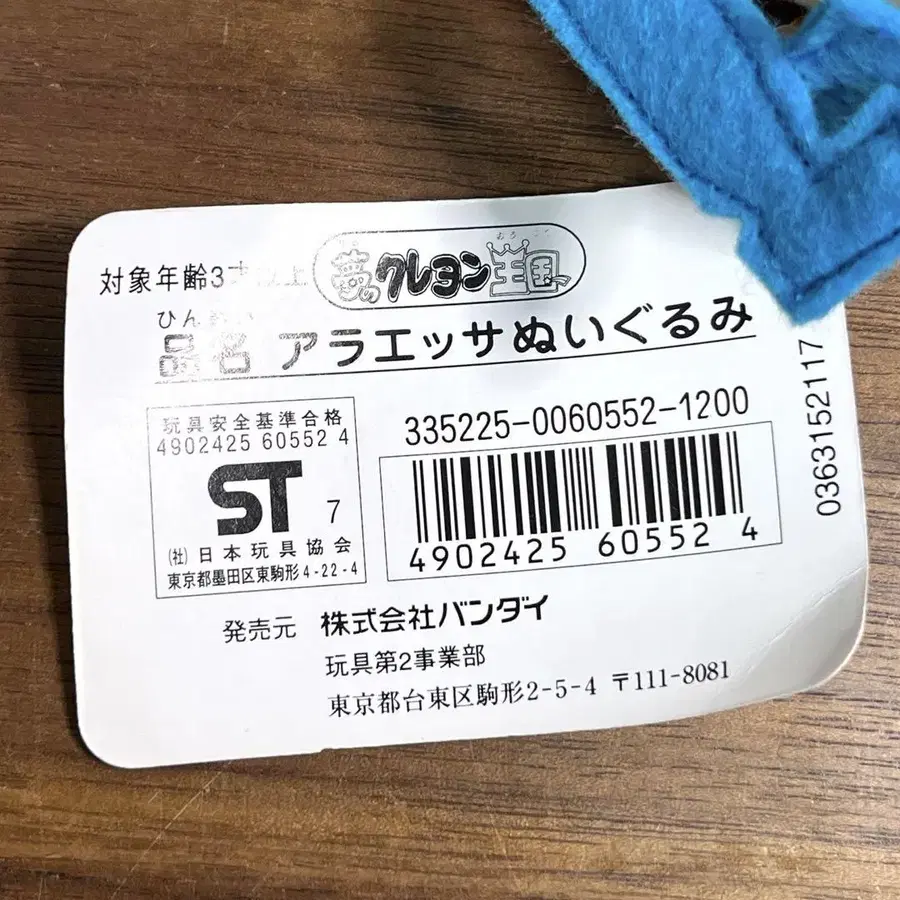 対象年齢3才以上
夢のクレヨン王国
おう こく
ひんめい
品名 アラエッサぬいぐるみ
玩具安全基準合格
4902425 60552 4
ST 7
(社)日本玩具協会
東京都墨田区東駒形4-22-4
335225-0060552-1200
4902425 60552 4
0363152117
発売元 株式会社バンダイ
玩具第2事業部
東京都台東区駒形2-5-4 〒111-8081